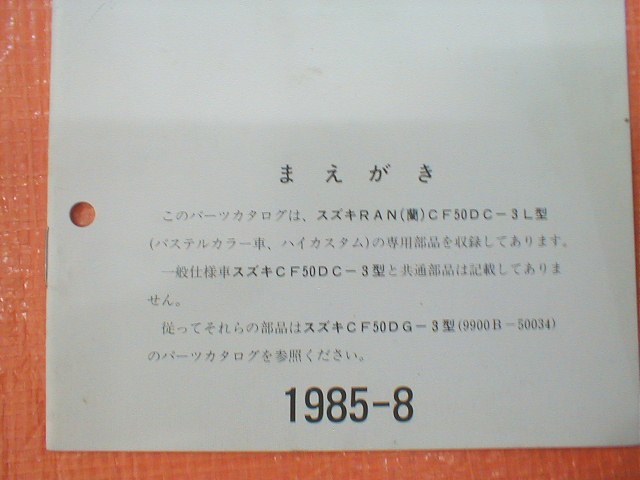 まえがき
このパーツカタログは、スズキRAN(蘭)CF50DC－3L型
(パステルカラー車、ハイカスタム)の専用部品を収録してあります。
一般仕様車スズキCF50DC－3型と共通部品は記載してありま
せん。
従ってそれらの部品はスズキCF50DG－3型(9900B－50034)
のパーツカタログを参照ください。
1985-8